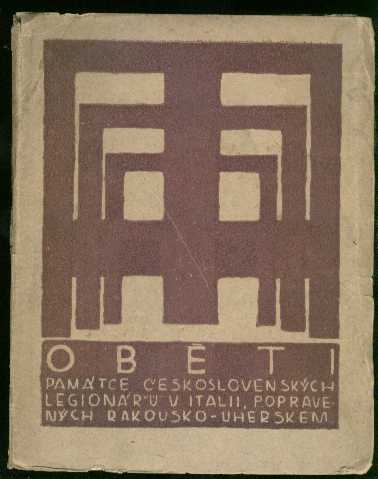 OBĚTI
PAMÁTCE ČESKOSLOVENSKÝCH
LEGIONÁŘŮ V ITALII, POPRAVE-
NÝCH RAKOUSKO-UHERSKEM